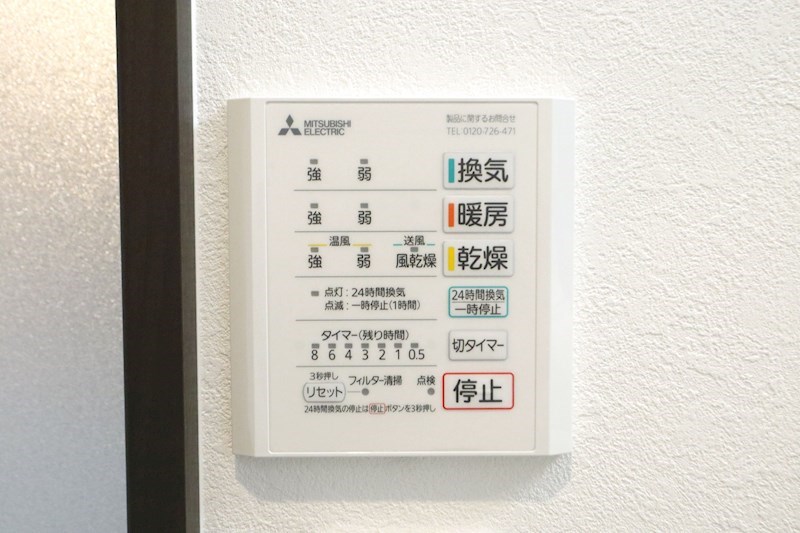 MITSUBISHI
ELECTRIC
製品に関するお問合せ
TEL 0120-726-471
強 弱 換気
強 弱 暖房
温風 送風
強 弱 風乾燥 乾燥
点灯:24時間換気
点滅:一時停止(1時間)
24時間換気
一時停止
タイマー(残り時間)
8 6 4 3 2 1 0.5
切タイマー
3秒押し
リセット フィルター清掃 点検
24時間換気の停止は停止ボタンを3秒押し
停止